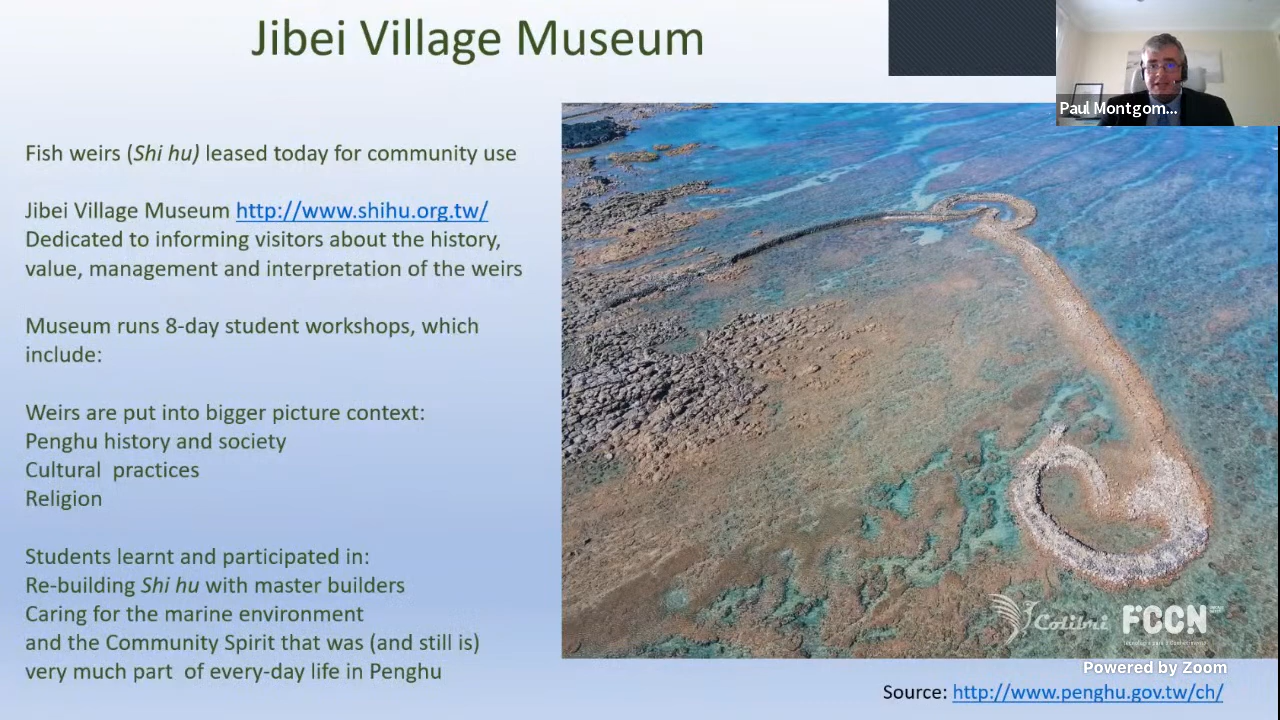 Jibei Village Museum
Paul Montgom...
Fish weirs (Shi hu) leased today for community use
Jibei Village Museum http://www.shihu.org.tw/
Dedicated to informing visitors about the history,
value, management and interpretation of the weirs
Museum runs 8-day student workshops, which
include:
Weirs are put into bigger picture context:
Penghu history and society
Cultural practices
Religion
Students learnt and participated in:
Re-building Shi hu with master builders
Caring for the marine environment
and the Community Spirit that was (and still is)
very much part of every-day life in Penghu
Colibri FCCN
Powered by Zoom
Source: http://www.penghu.gov.tw/ch/